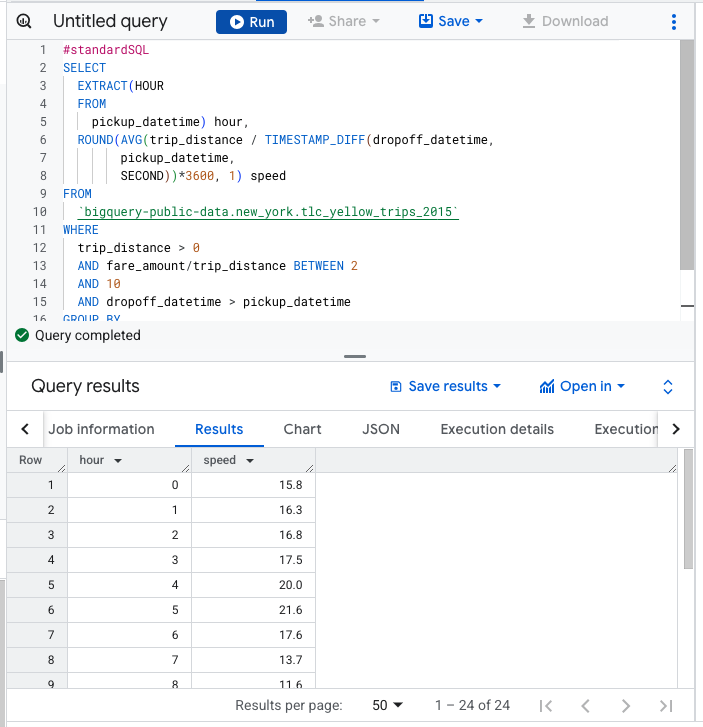 Untitled query Run Share Save Download
1 #standardSQL
2 SELECT
3 EXTRACT(HOUR
4 FROM
5 pickup_datetime) hour,
6 ROUND(AVG(trip_distance / TIMESTAMP_DIFF(dropoff_datetime,
7 pickup_datetime,
8 SECOND))*3600, 1) speed
9 FROM
10 `bigquery-public-data.new_york.tlc_yellow_trips_2015`
11 WHERE
12 trip_distance > 0
13 AND fare_amount/trip_distance BETWEEN 2
14 AND 10
15 AND dropoff_datetime > pickup_datetime
16 GROUP BY
Query completed
Query results Save results Open in
Job information Results Chart JSON Execution details Execution
Row hour speed
1 0 15.8
2 1 16.3
3 2 16.8
4 3 17.5
5 4 20.0
6 5 21.6
7 6 17.6
8 7 13.7
9 8 11.6
Results per page: 50 1 – 24 of 24